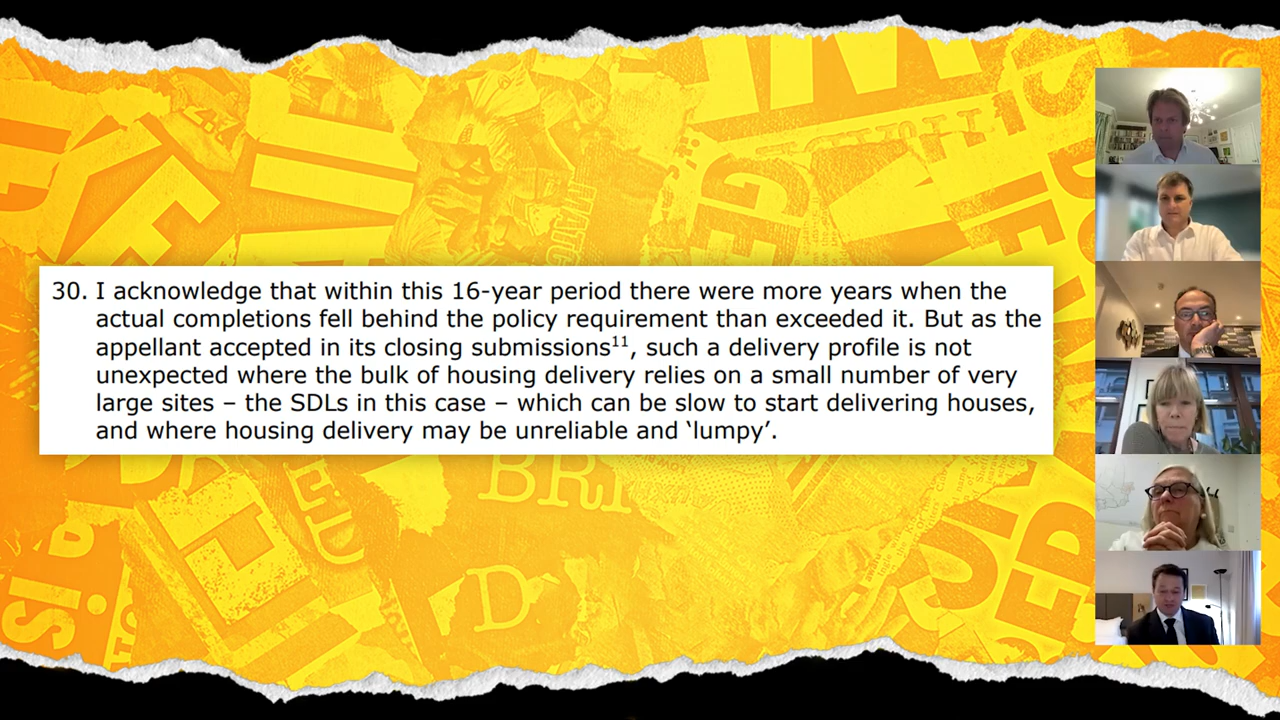 30. I acknowledge that within this 16-year period there were more years when the
actual completions fell behind the policy requirement than exceeded it. But as the
appellant accepted in its closing submissions¹¹, such a delivery profile is not
unexpected where the bulk of housing delivery relies on a small number of very
large sites – the SDLs in this case – which can be slow to start delivering houses,
and where housing delivery may be unreliable and ‘lumpy’.
BRI
D